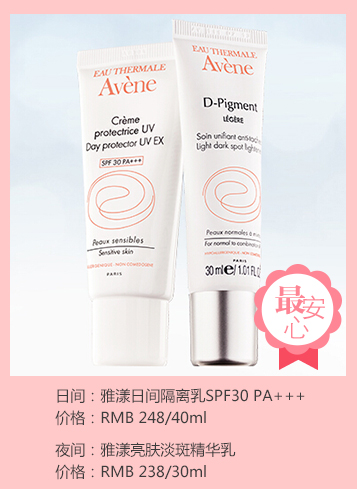 EAU THERMALE
Avène
Crème
protectrice UV
Day protector UV EX
SPF 30 PA+++
Peaux sensibles
Sensitive skin
PARIS
EAU THERMALE
Avène
D-Pigment
LÉGÈRE
Soin unifiant anti-tach
Light dark spot lighten
Peaux normales à m
For normal to combination s
30 ml e/ 1.01 FL.O
PARIS
最安心
日间：雅漾日间隔离乳SPF30 PA+++
价格：RMB 248/40ml
夜间：雅漾亮肤淡斑精华乳
价格：RMB 238/30ml